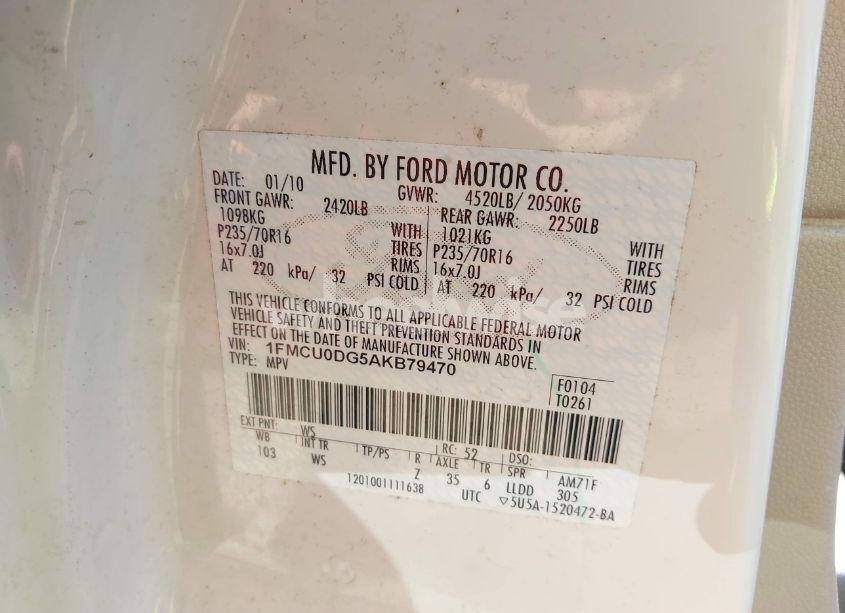 MFD. BY FORD MOTOR CO.
DATE: 01/10 GVWR: 4520LB/ 2050KG
FRONT GAWR: 2420LB REAR GAWR: 2250LB
1098KG WITH 1021KG WITH
P235/70R16 TIRES P235/70R16 TIRES
16x7.0J RIMS 16x7.0J RIMS
AT 220 kPa/ 32 PSI COLD AT 220 kPa/ 32 PSI COLD
THIS VEHICLE CONFORMS TO ALL APPLICABLE FEDERAL MOTOR
VEHICLE SAFETY AND THEFT PREVENTION STANDARDS IN
EFFECT ON THE DATE OF MANUFACTURE SHOWN ABOVE.
VIN: 1FMCU0DG5AKB79470
TYPE: MPV
F0104
T0261
EXT PNT: WS RC: 52 DSO:
WB INT TR TP/PS R AXLE TR SPR AM71F
103 WS Z 35 6 LLDD 305
1201001111638 UTC ▽5U5A-1520472-BA